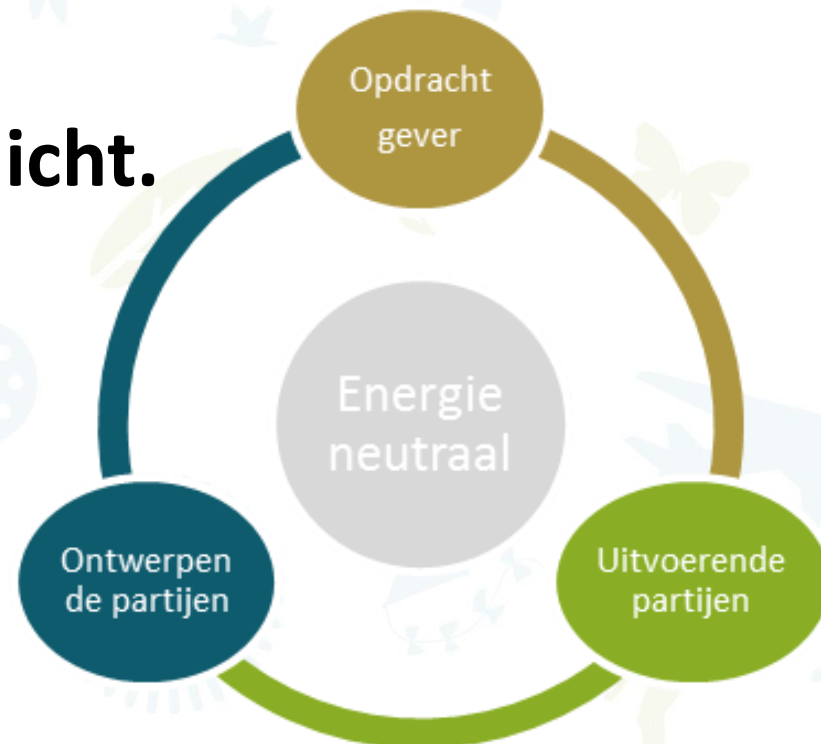 Opdracht
gever
icht.
Energie
neutraal
Ontwerpen
de partijen
Uitvoerende
partijen